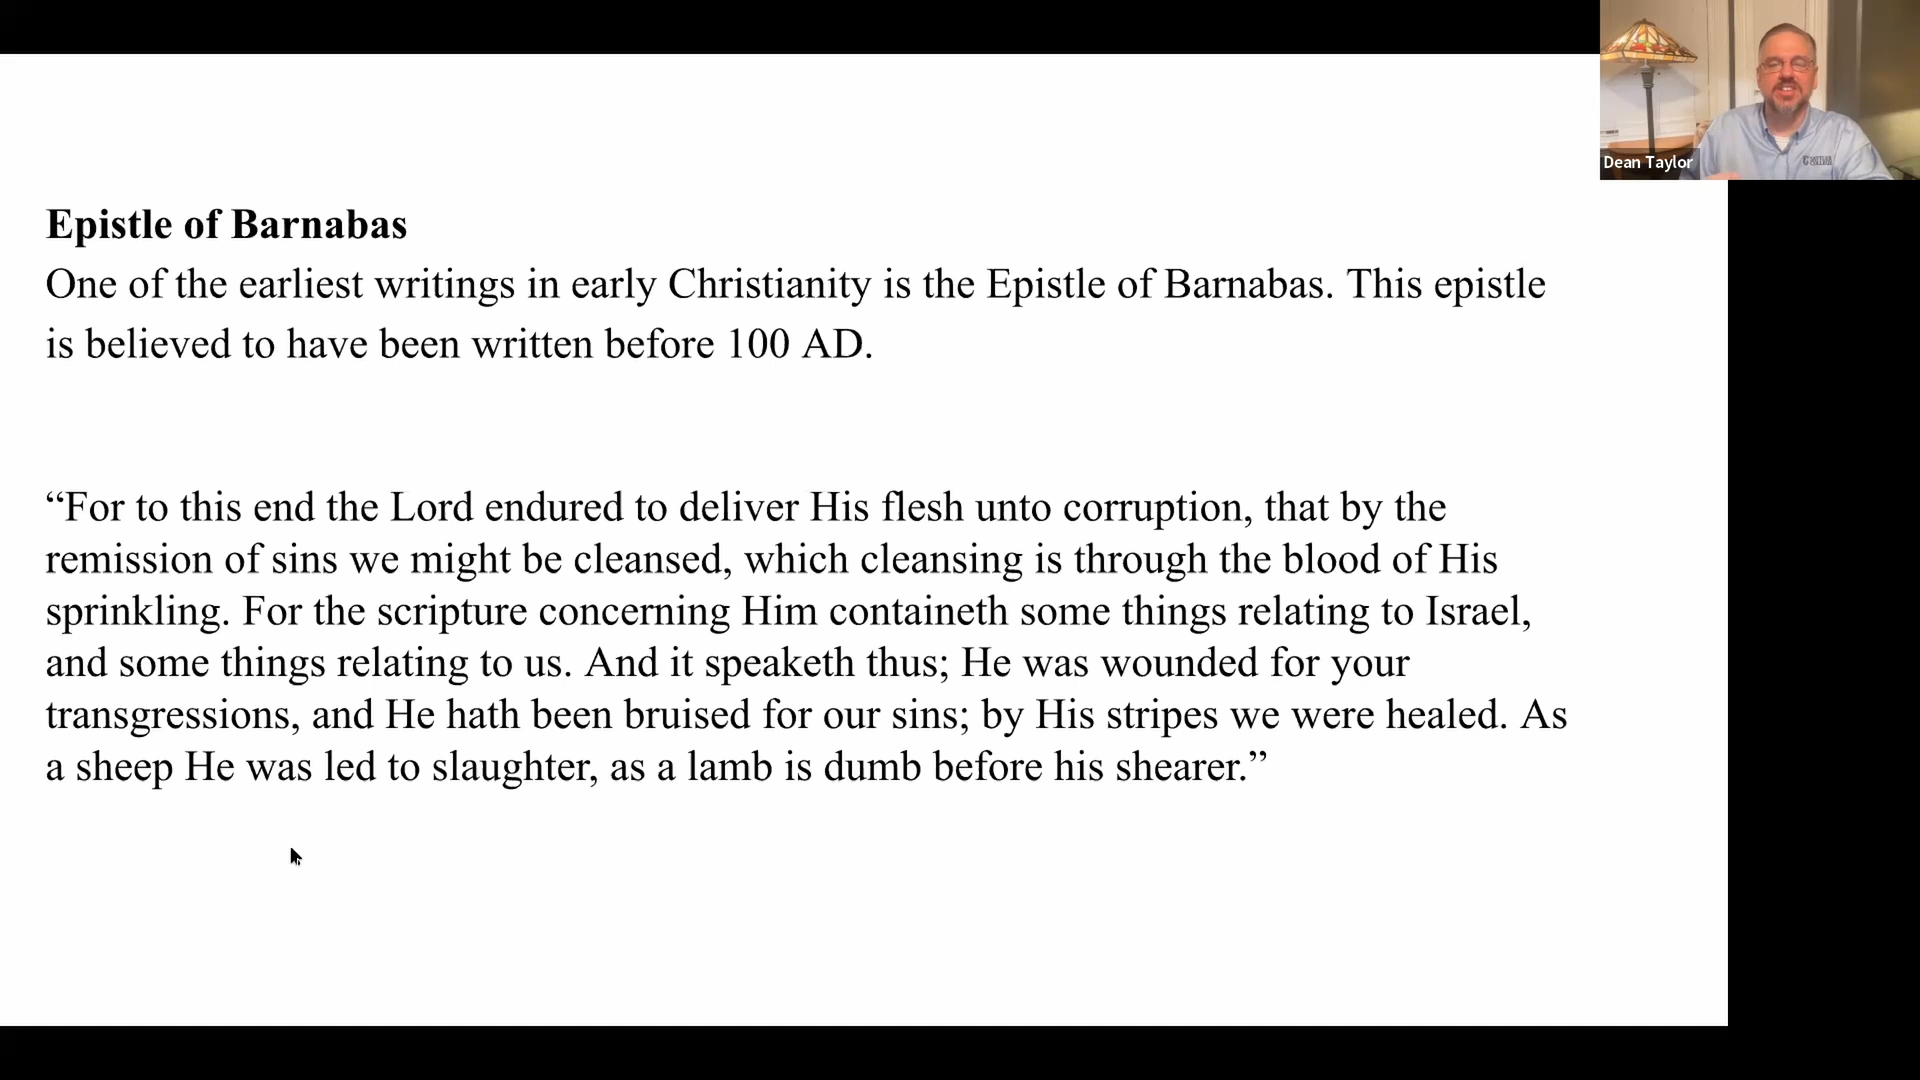 Dean Taylor
Epistle of Barnabas
One of the earliest writings in early Christianity is the Epistle of Barnabas. This epistle
is believed to have been written before 100 AD.
“For to this end the Lord endured to deliver His flesh unto corruption, that by the
remission of sins we might be cleansed, which cleansing is through the blood of His
sprinkling. For the scripture concerning Him containeth some things relating to Israel,
and some things relating to us. And it speaketh thus; He was wounded for your
transgressions, and He hath been bruised for our sins; by His stripes we were healed. As
a sheep He was led to slaughter, as a lamb is dumb before his shearer.”